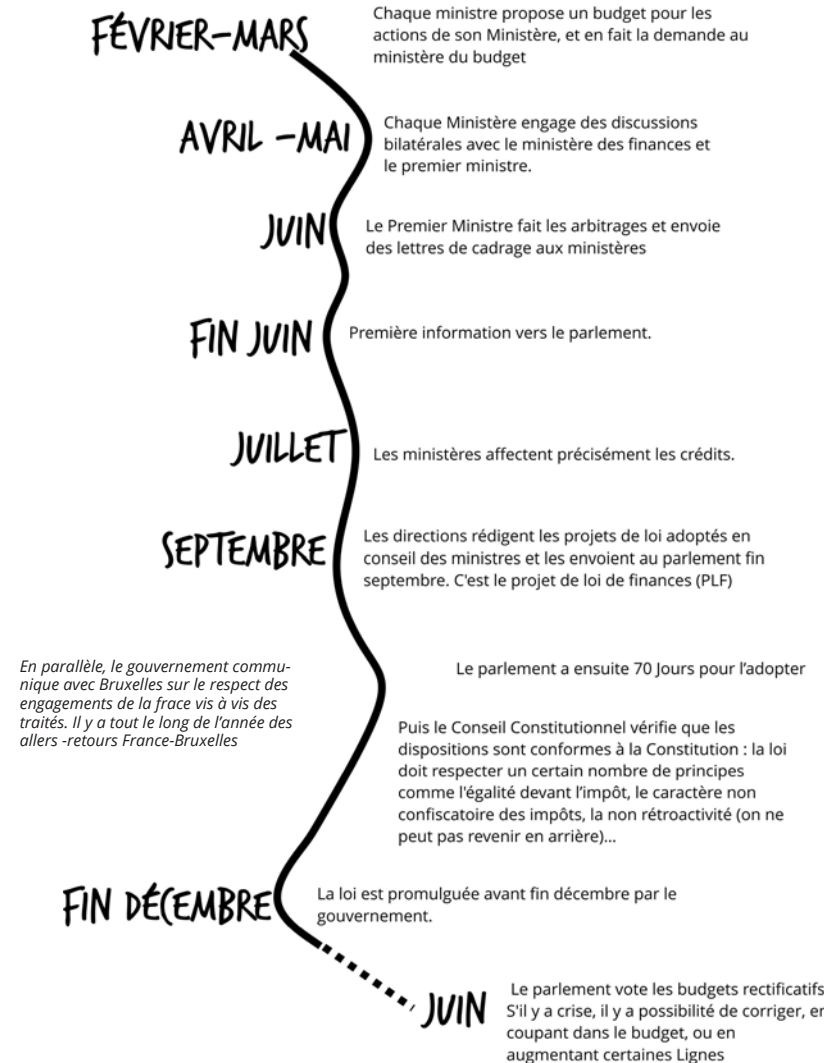 FÉVRIER-MARS
Chaque ministre propose un budget pour les
actions de son Ministère, et en fait la demande au
ministère du budget
AVRIL -MAI
Chaque Ministère engage des discussions
bilatérales avec le ministère des finances et
le premier ministre.
JUIN
Le Premier Ministre fait les arbitrages et envoie
des lettres de cadrage aux ministères
FIN JUIN
Première information vers le parlement.
JUILLET
Les ministères affectent précisément les crédits.
SEPTEMBRE
Les directions rédigent les projets de loi adoptés en
conseil des ministres et les envoient au parlement fin
septembre. C'est le projet de loi de finances (PLF)
En parallèle, le gouvernement commu-
nique avec Bruxelles sur le respect des
engagements de la frace vis à vis des
traités. Il y a tout le long de l'année des
allers -retours France-Bruxelles
Le parlement a ensuite 70 Jours pour l'adopter
Puis le Conseil Constitutionnel vérifie que les
dispositions sont conformes à la Constitution : la loi
doit respecter un certain nombre de principes
comme l'égalité devant l'impôt, le caractère non
confiscatoire des impôts, la non rétroactivité (on ne
peut pas revenir en arrière)...
FIN DÉCEMBRE
La loi est promulguée avant fin décembre par le
gouvernement.
JUIN
Le parlement vote les budgets rectificatifs
S'il y a crise, il y a possibilité de corriger, en
coupant dans le budget, ou en
augmentant certaines Lignes